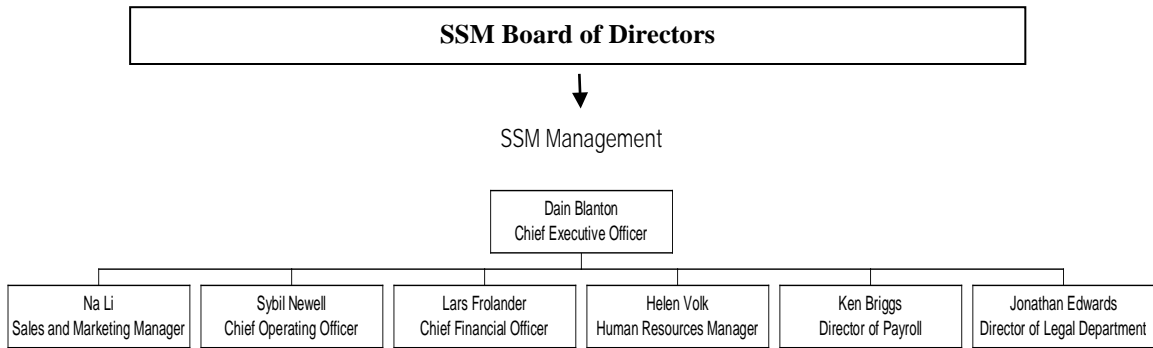 SSM Board of Directors
SSM Management
Dain Blanton
Chief Executive Officer
Na Li
Sales and Marketing Manager
Sybil Newell
Chief Operating Officer
Lars Frolander
Chief Financial Officer
Helen Volk
Human Resources Manager
Ken Briggs
Director of Payroll
Jonathan Edwards
Director of Legal Department